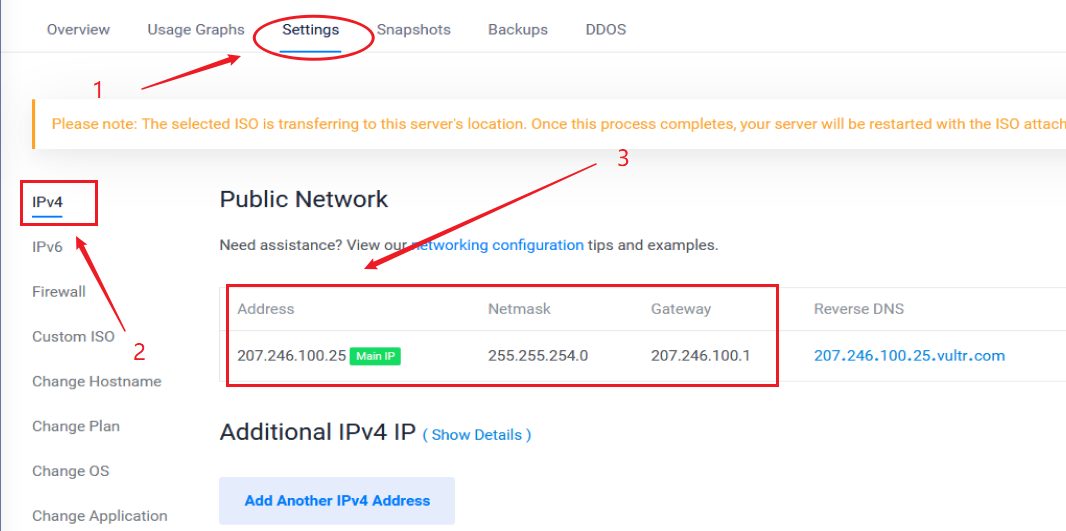 Overview Usage Graphs Settings Snapshots Backups DDOS
1
Please note: The selected ISO is transferring to this server's location. Once this process completes, your server will be restarted with the ISO attach
3
IPv4
IPv6
Firewall
Custom ISO
2
Change Hostname
Change Plan
Change OS
Change Application
Public Network
Need assistance? View our networking configuration tips and examples.
Address Netmask Gateway Reverse DNS
207.246.100.25 Main IP 255.255.254.0 207.246.100.1 207.246.100.25.vultr.com
Additional IPv4 IP ( Show Details )
Add Another IPv4 Address